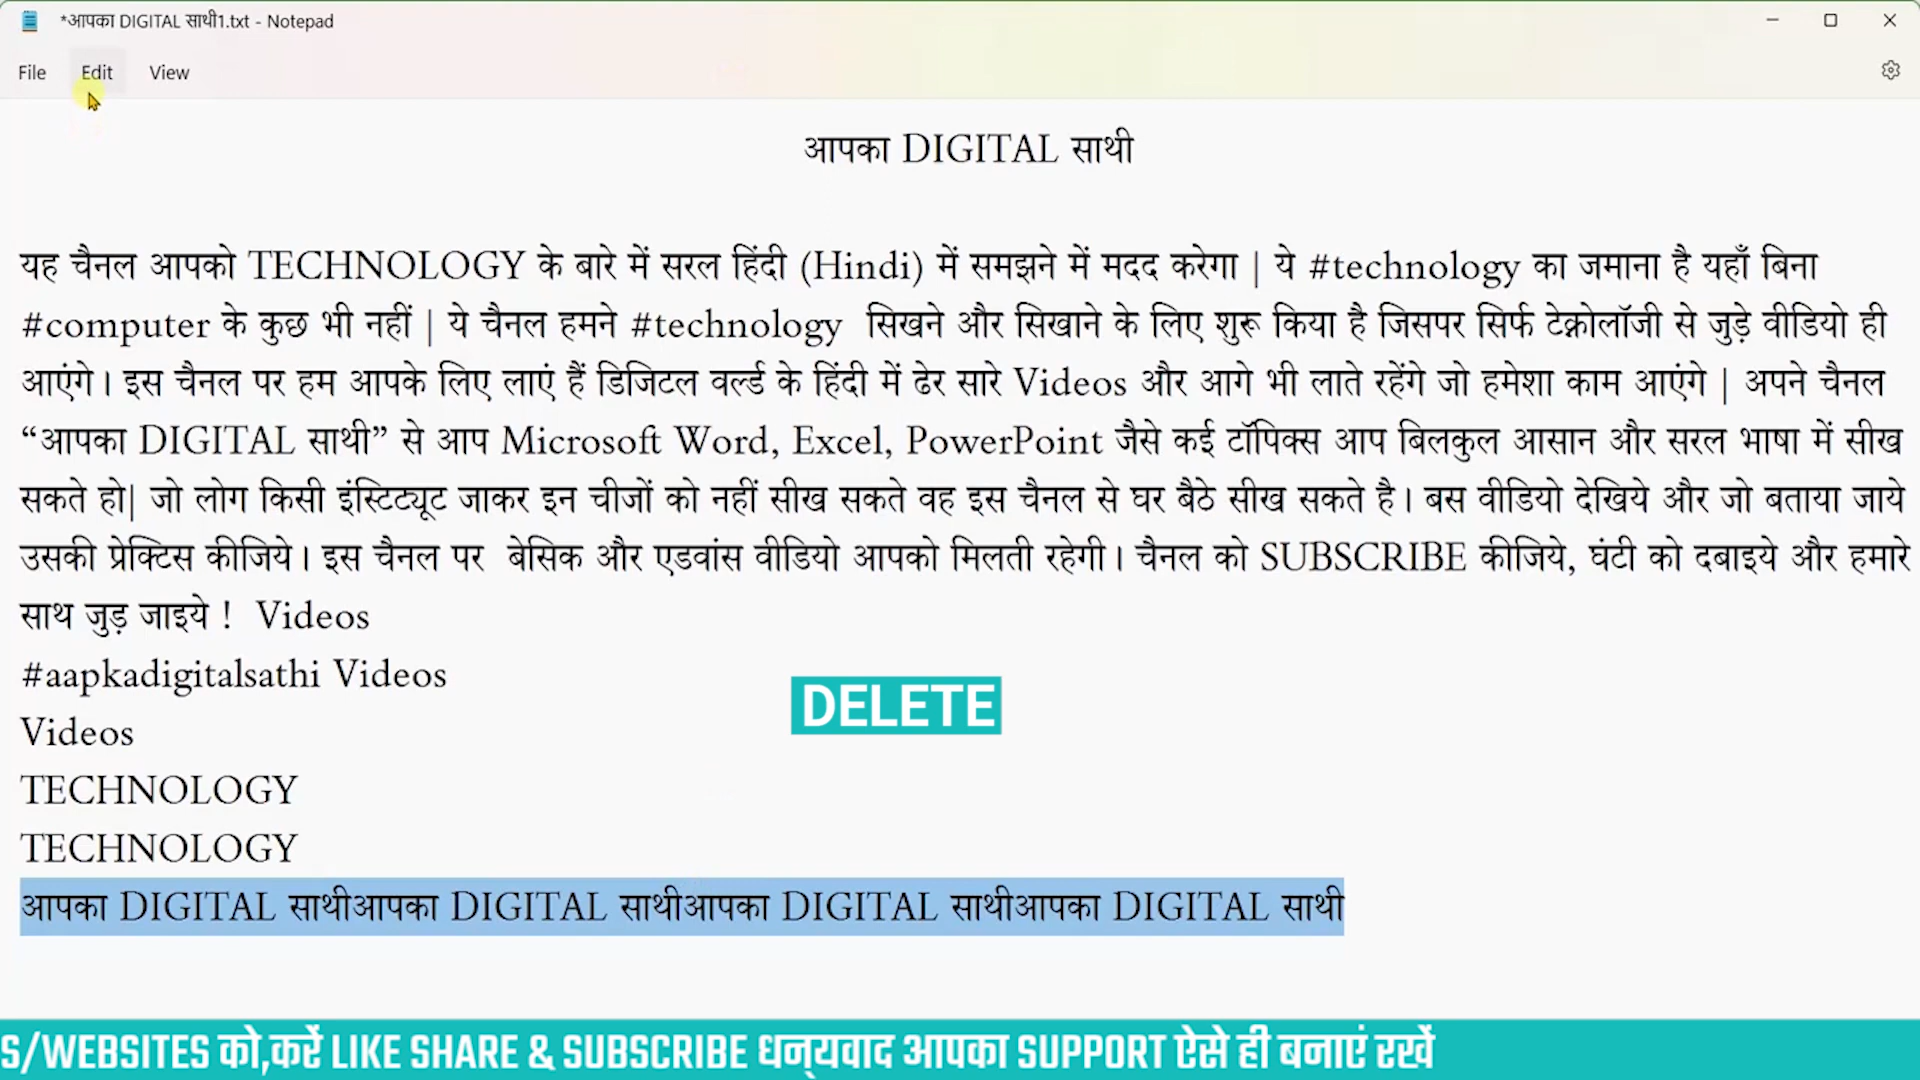 *आपका DIGITAL साथी1.txt - Notepad
File Edit View
आपका DIGITAL साथी
यह चैनल आपको TECHNOLOGY के बारे में सरल हिंदी (Hindi) में समझने में मदद करेगा | ये #technology का जमाना है यहाँ बिना
#computer के कुछ भी नहीं | ये चैनल हमने #technology  सिखने और सिखाने के लिए शुरू किया है जिसपर सिर्फ टेक्नोलॉजी से जुड़े वीडियो ही
आएंगे। इस चैनल पर हम आपके लिए लाएं हैं डिजिटल वर्ल्ड के हिंदी में ढेर सारे Videos और आगे भी लाते रहेंगे जो हमेशा काम आएंगे | अपने चैनल
“आपका DIGITAL साथी” से आप Microsoft Word, Excel, PowerPoint जैसे कई टॉपिक्स आप बिलकुल आसान और सरल भाषा में सीख
सकते हो| जो लोग किसी इंस्टिट्यूट जाकर इन चीजों को नहीं सीख सकते वह इस चैनल से घर बैठे सीख सकते है। बस वीडियो देखिये और जो बताया जाये
उसकी प्रेक्टिस कीजिये। इस चैनल पर  बेसिक और एडवांस वीडियो आपको मिलती रहेगी। चैनल को SUBSCRIBE कीजिये, घंटी को दबाइये और हमारे
साथ जुड़ जाइये !  Videos
#aapkadigitalsathi Videos
DELETE
Videos
TECHNOLOGY
TECHNOLOGY
आपका DIGITAL साथीआपका DIGITAL साथीआपका DIGITAL साथीआपका DIGITAL साथी
S/WEBSITES को,करें LIKE SHARE & SUBSCRIBE धन्यवाद आपका SUPPORT ऐसे ही बनाएं रखें